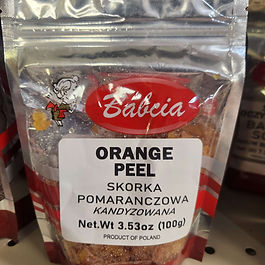 Babcia
ORANGE
PEEL
SKORKA
POMARANCZOWA
KANDYZOWANA
Net.Wt 3.53oz (100g)
PRODUCT OF POLAND